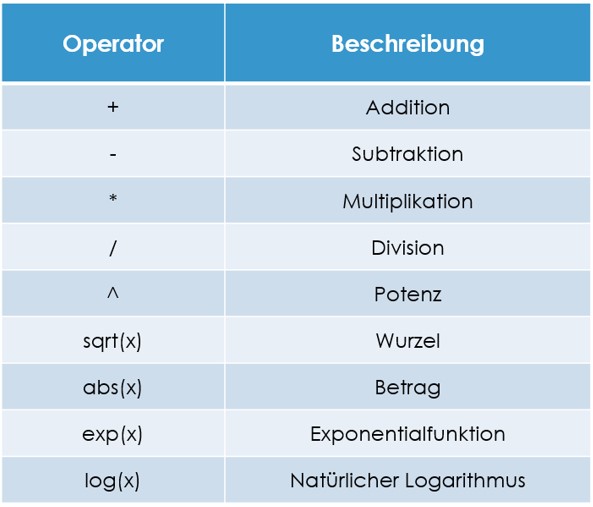 Operator Beschreibung
+ Addition
- Subtraktion
* Multiplikation
/ Division
^ Potenz
sqrt(x) Wurzel
abs(x) Betrag
exp(x) Exponentialfunktion
log(x) Natürlicher Logarithmus